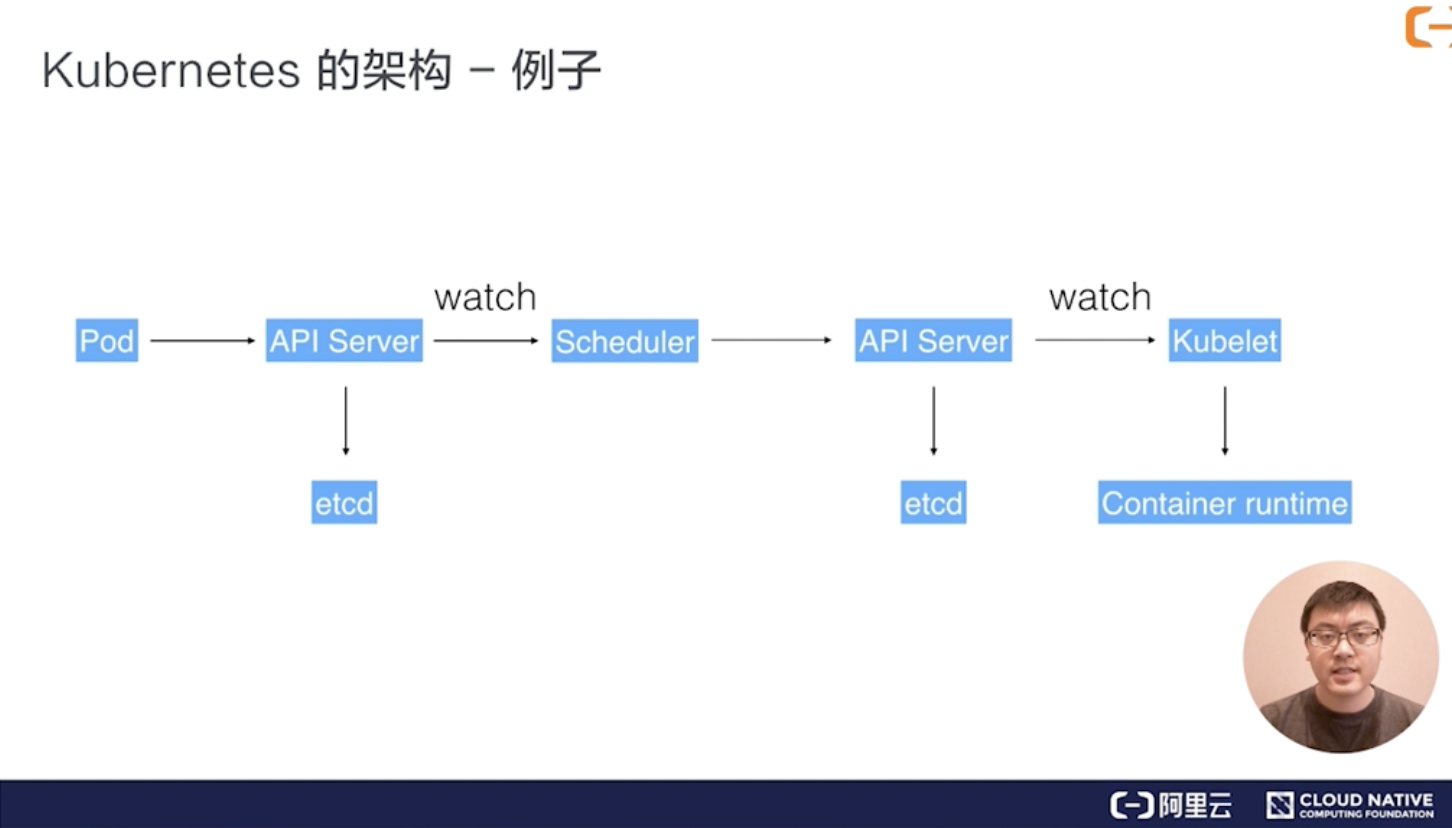 Kubernetes 的架构 – 例子
watch
watch
Pod
API Server
Scheduler
API Server
Kubelet
etcd
etcd
Container runtime
阿里云
CLOUD NATIVE
COMPUTING FOUNDATION